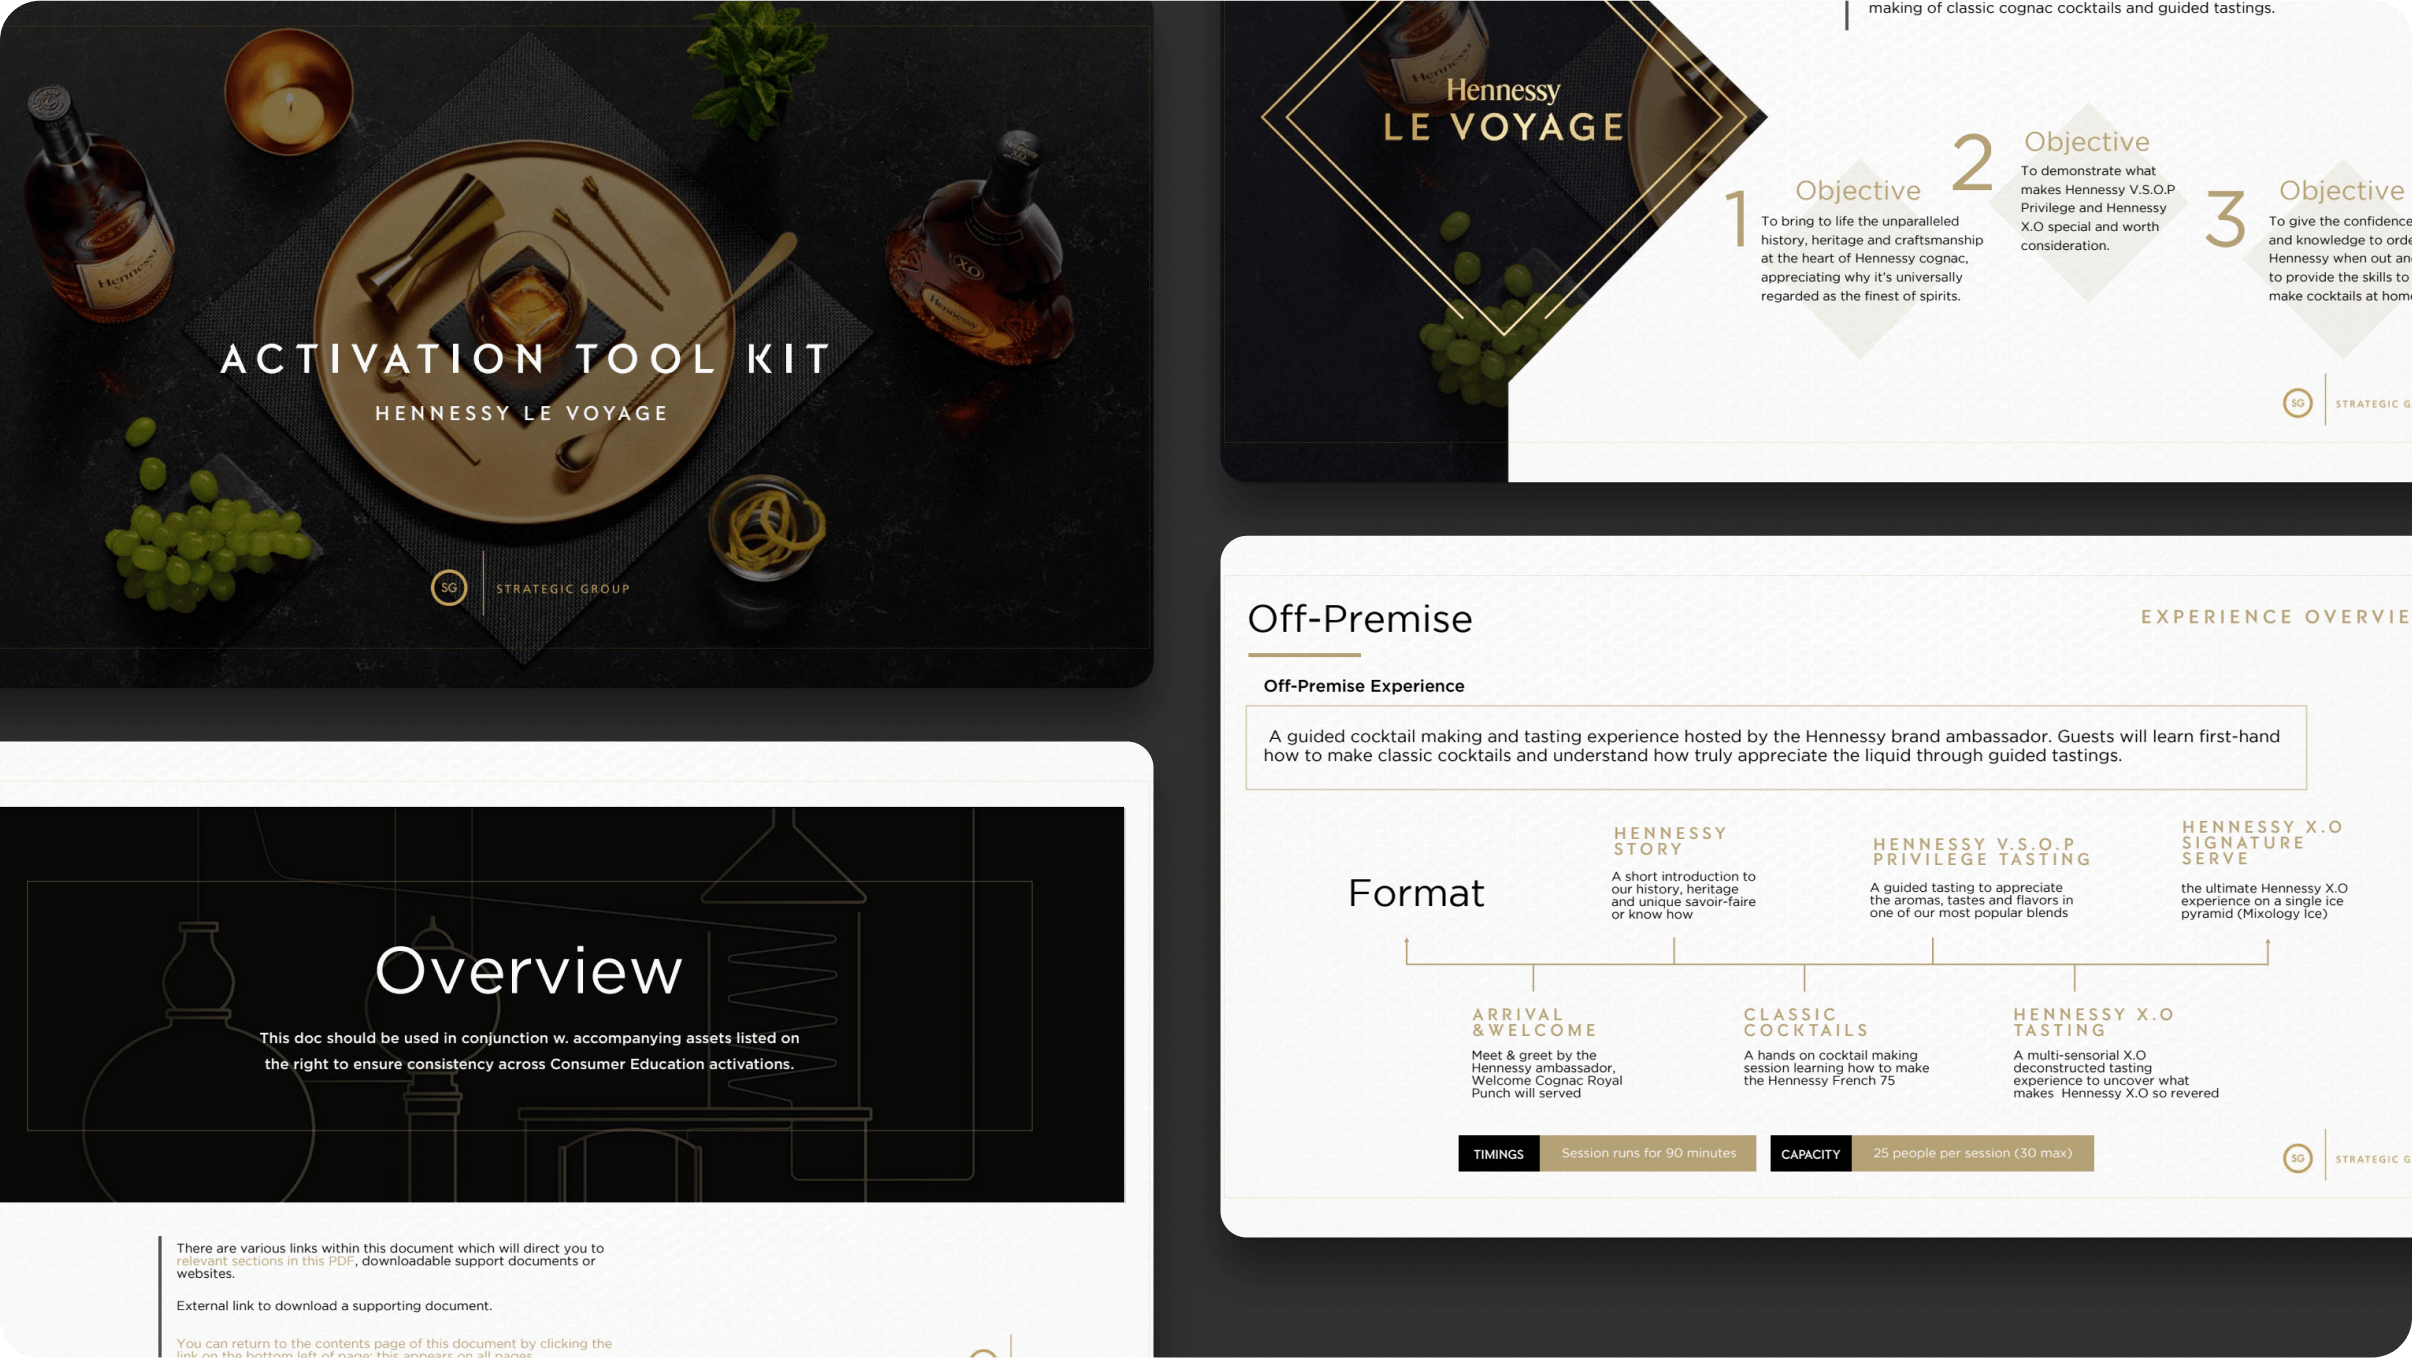 ACTIVATION TOOL KIT
HENNESSY LE VOYAGE
SG
STRATEGIC GROUP
V.S.O.P
Hennessy
XO
Hennessy
Overview
This doc should be used in conjunction w. accompanying assets listed on
the right to ensure consistency across Consumer Education activations.
There are various links within this document which will direct you to
relevant sections in this PDF, downloadable support documents or
websites.
External link to download a supporting document.
You can return to the contents page of this document by clicking the
link on the bottom left of page; this appears on all pages
making of classic cognac cocktails and guided tastings.
Hennessy
Hennessy
LE VOYAGE
1
Objective
To bring to life the unparalleled
history, heritage and craftsmanship
at the heart of Hennessy cognac,
appreciating why it's universally
regarded as the finest of spirits.
2
Objective
To demonstrate what
makes Hennessy V.S.O.P
Privilege and Hennessy
X.O special and worth
consideration.
3
Objective
To give the confidence
and knowledge to orde
Hennessy when out an
to provide the skills to
make cocktails at hom
SG
STRATEGIC G
Off-Premise
EXPERIENCE OVERVIE
Off-Premise Experience
A guided cocktail making and tasting experience hosted by the Hennessy brand ambassador. Guests will learn first-hand
how to make classic cocktails and understand how truly appreciate the liquid through guided tastings.
Format
HENNESSY
STORY
A short introduction to
our history, heritage
and unique savoir-faire
or know how
HENNESSY V.S.O.P
PRIVILEGE TASTING
A guided tasting to appreciate
the aromas, tastes and flavors in
one of our most popular blends
HENNESSY X.O
SIGNATURE
SERVE
the ultimate Hennessy X.O
experience on a single ice
pyramid (Mixology Ice)
ARRIVAL
&WELCOME
Meet & greet by the
Hennessy ambassador,
Welcome Cognac Royal
Punch will served
CLASSIC
COCKTAILS
A hands on cocktail making
session learning how to make
the Hennessy French 75
HENNESSY X.O
TASTING
A multi-sensorial X.O
deconstructed tasting
experience to uncover what
makes Hennessy X.O so revered
TIMINGS
Session runs for 90 minutes
CAPACITY
25 people per session (30 max)
SG
STRATEGIC G